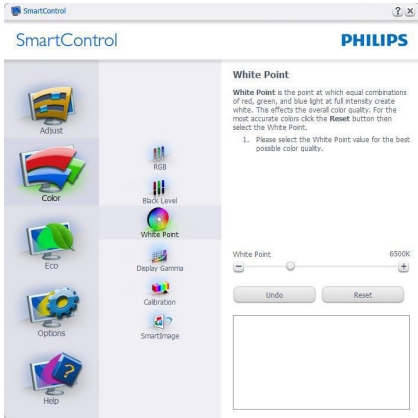 SmartControl
SmartControl
PHILIPS
Adjust
Color
Eco
Options
Help
RGB
Black Level
White Point
Display Gamma
Calibration
SmartImage
White Point
White Point is the point at which equal combinations
of red, green, and blue light at full intensity create
white. This effects the overall color quality. For the
most accurate colors click the Reset button then
select the White Point.
1. Please select the White Point value for the best
possible color quality.
White Point 6500K
Undo Reset